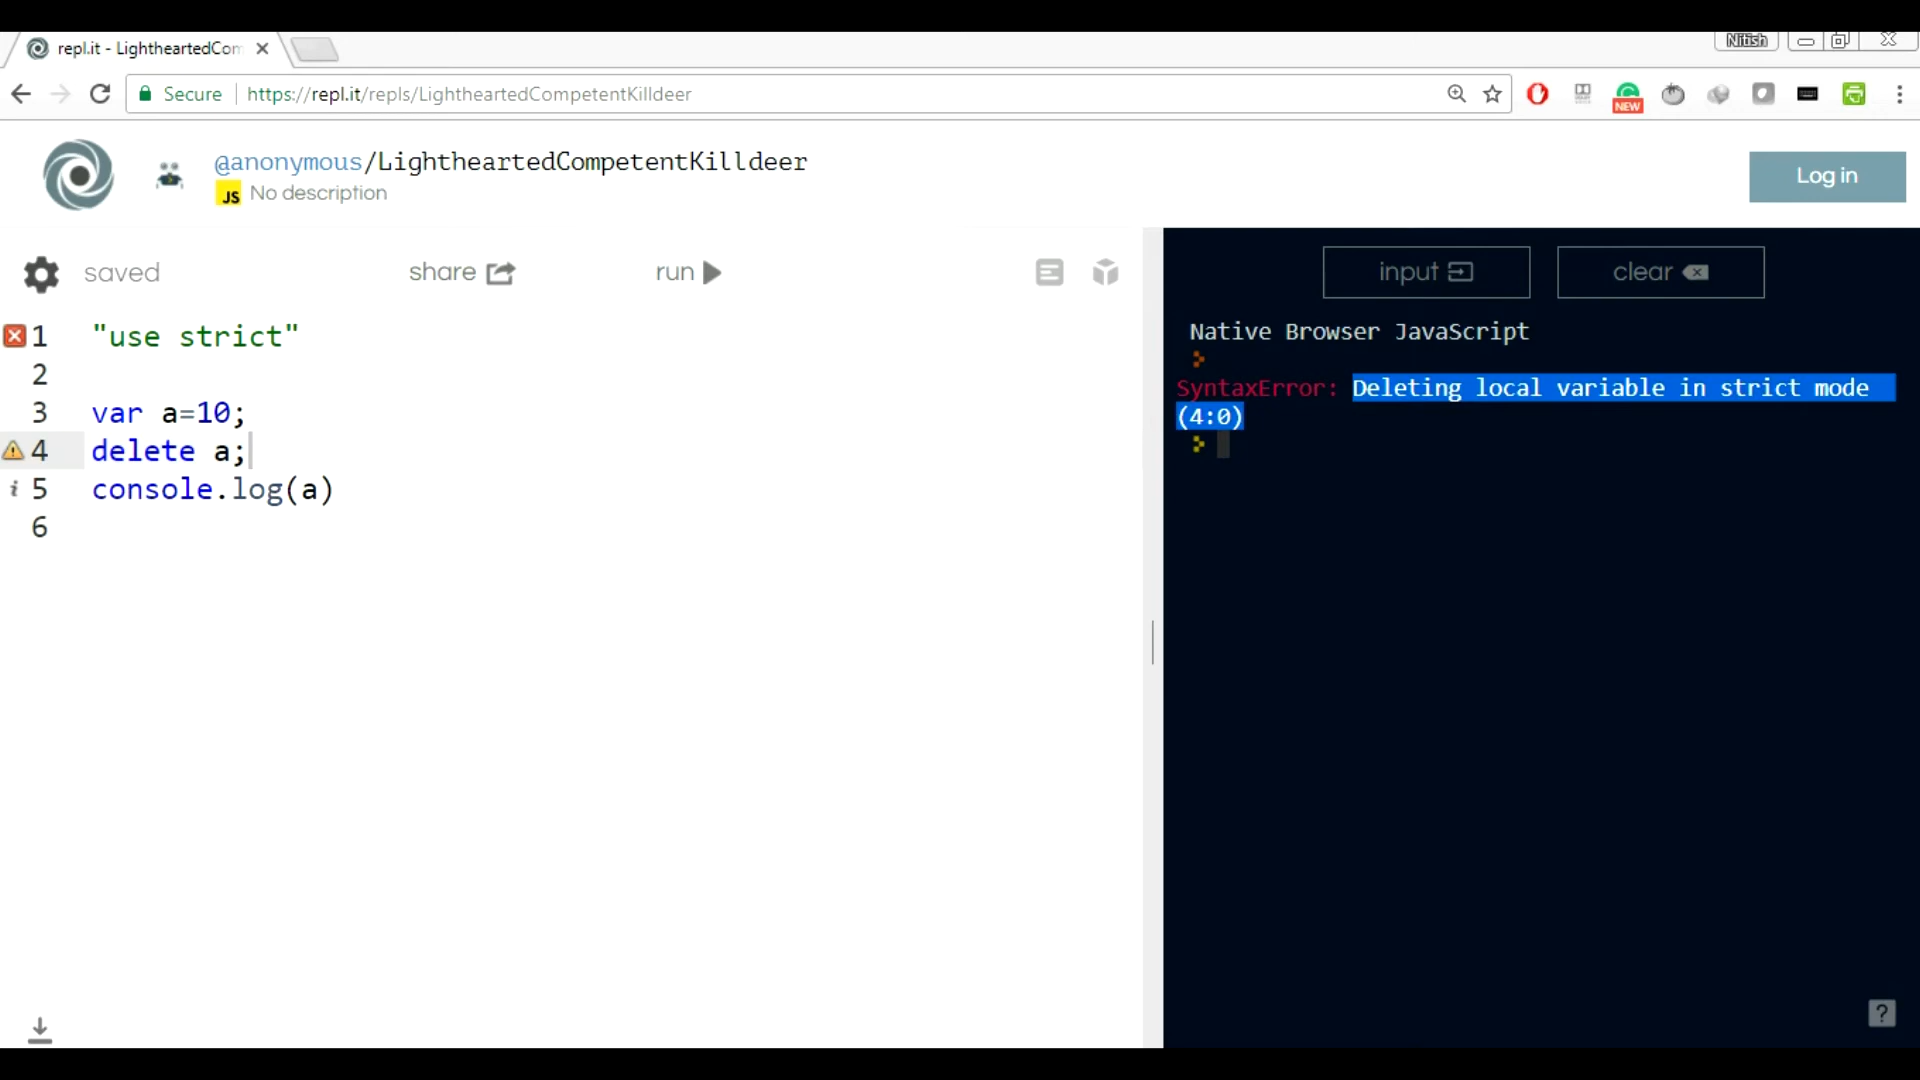 repl.it - LightheartedCom
Nitish
Secure
https://repl.it/repls/LightheartedCompetentKilldeer
NEW
@anonymous/LightheartedCompetentKilldeer
JS No description
Log in
saved
share
run
input
clear
1 "use strict"
2
3 var a=10;
4 delete a;
i 5 console.log(a)
6
Native Browser JavaScript
SyntaxError: Deleting local variable in strict mode
(4:0)
?